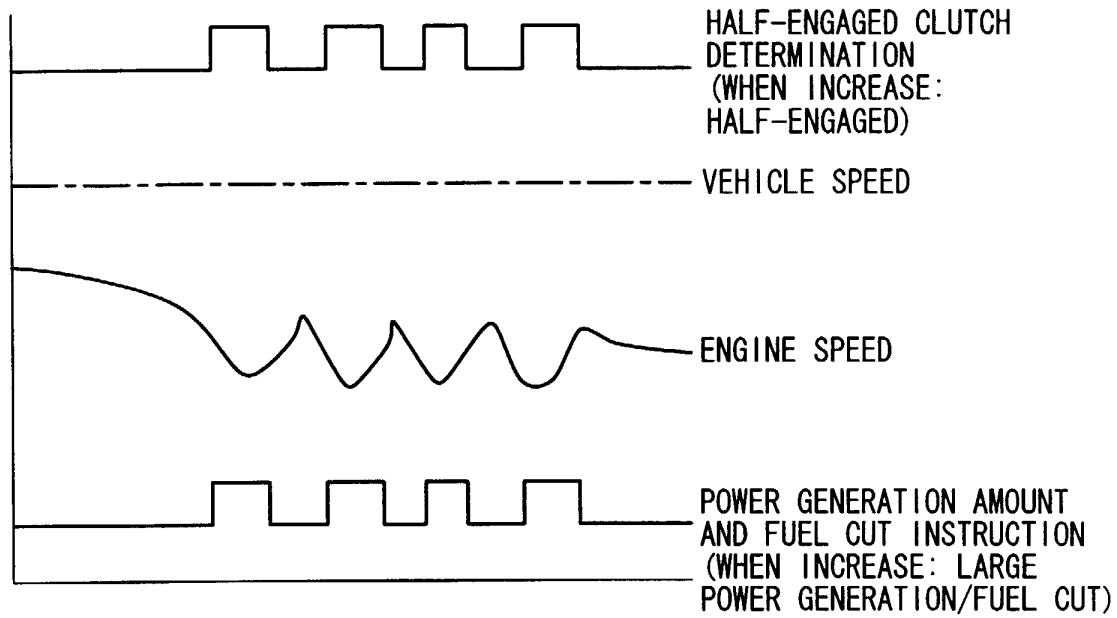 HALF-ENGAGED CLUTCH
DETERMINATION
(WHEN INCREASE:
HALF-ENGAGED)
VEHICLE SPEED
ENGINE SPEED
POWER GENERATION AMOUNT
AND FUEL CUT INSTRUCTION
(WHEN INCREASE: LARGE
POWER GENERATION/FUEL CUT)